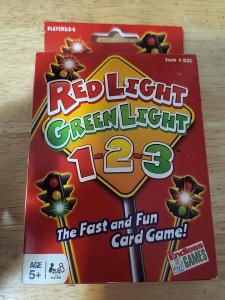 PLAYERS: 2-6
Item # 855
RED LIGHT
GREEN LIGHT
1-2-3
The Fast and Fun
Card Game!
AGE
5+
Endless
GAMES